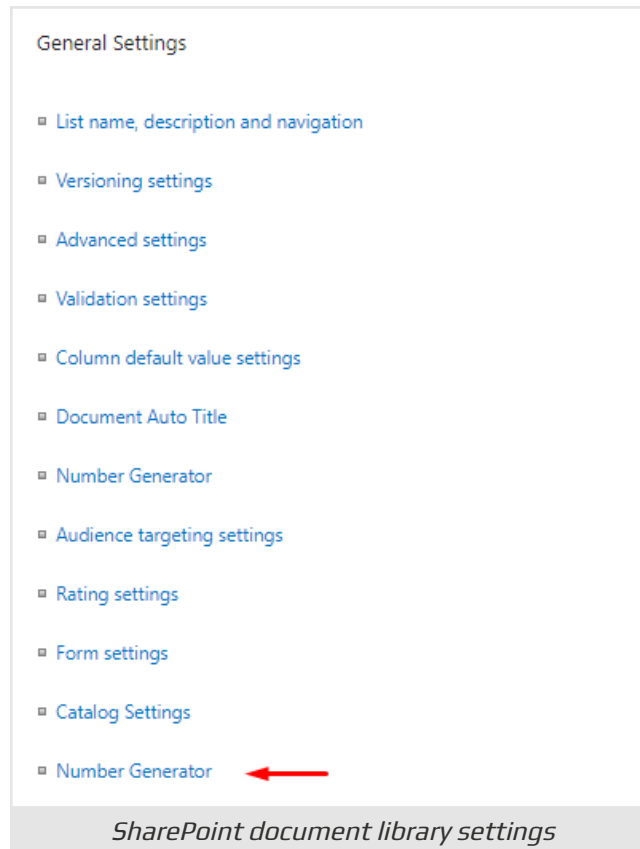 General Settings
List name, description and navigation
Versioning settings
Advanced settings
Validation settings
Column default value settings
Document Auto Title
Number Generator
Audience targeting settings
Rating settings
Form settings
Catalog Settings
Number Generator
SharePoint document library settings